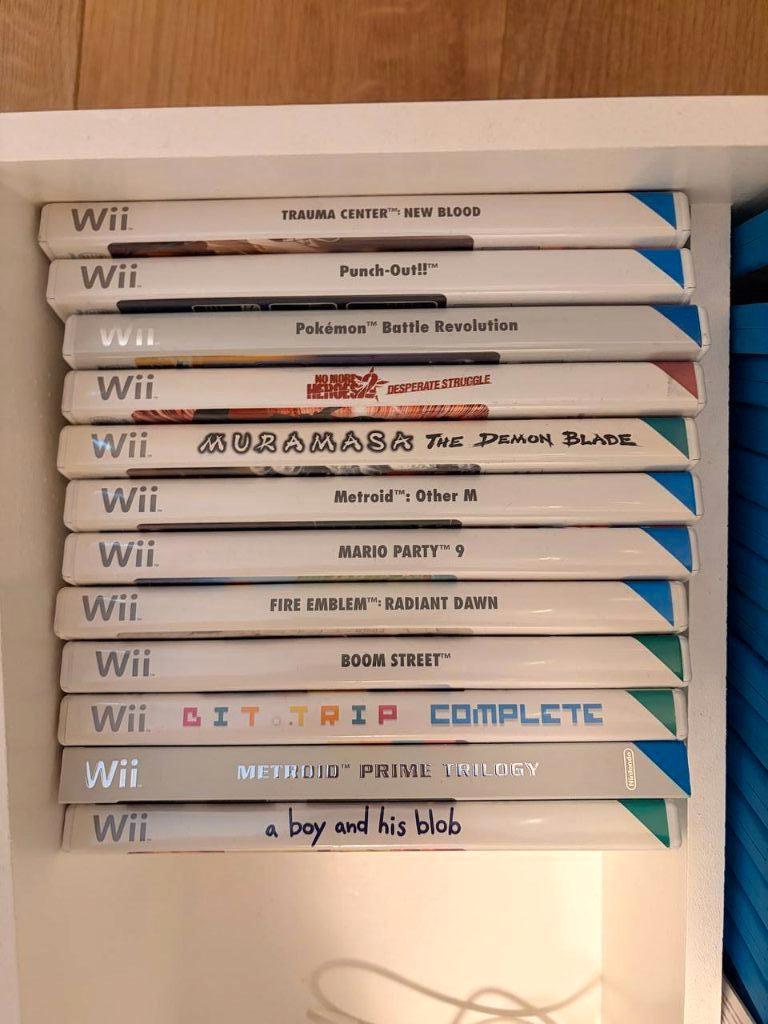 Wii TRAUMA CENTER™: NEW BLOOD
Wii Punch-Out!!™
Wii Pokémon™ Battle Revolution
Wii NO MORE HEROES 2 DESPERATE STRUGGLE
Wii MURAMASA THE DEMON BLADE
Wii Metroid™: Other M
Wii MARIO PARTY™ 9
Wii FIRE EMBLEM™: RADIANT DAWN
Wii BOOM STREET™
Wii BIT.TRIP COMPLETE
Wii METROID™ PRIME TRILOGY Nintendo
Wii a boy and his blob